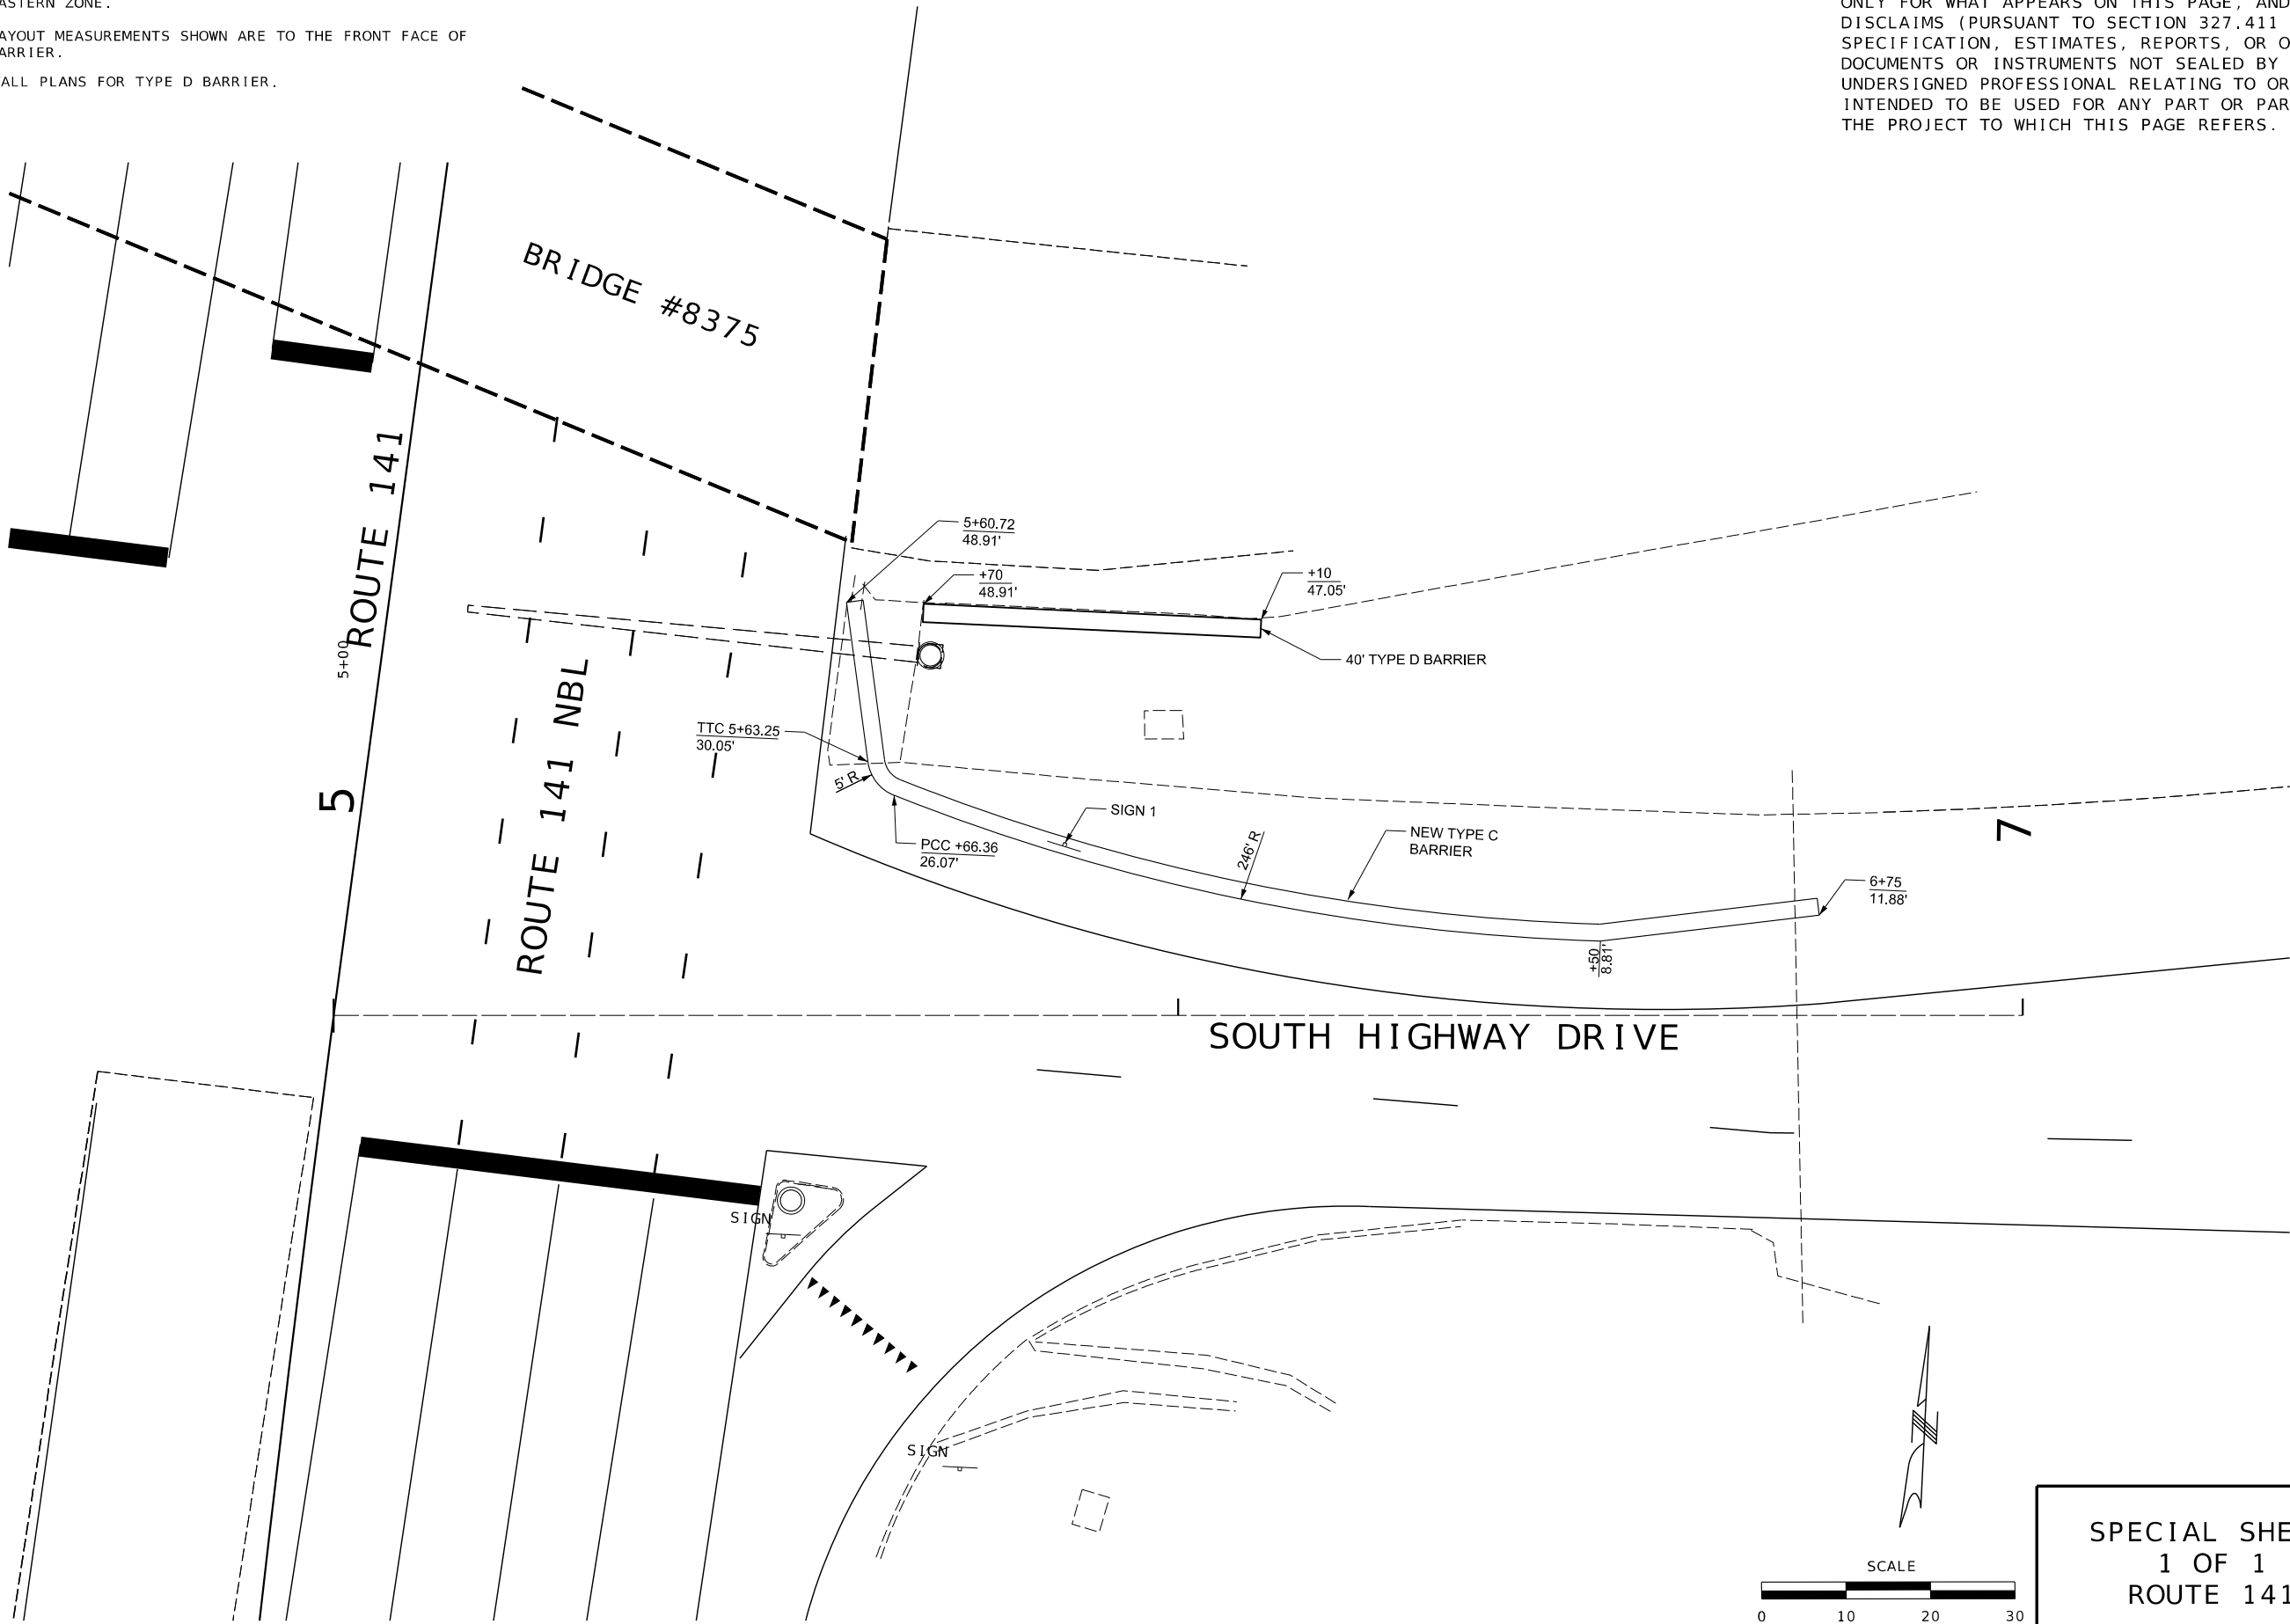 ASTERN ZONE.
AYOUT MEASUREMENTS SHOWN ARE TO THE FRONT FACE OF
ARRIER.
ALL PLANS FOR TYPE D BARRIER.
ONLY FOR WHAT APPEARS ON THIS PAGE, AND
DISCLAIMS (PURSUANT TO SECTION 327.411
SPECIFICATION, ESTIMATES, REPORTS, OR O
DOCUMENTS OR INSTRUMENTS NOT SEALED BY
UNDERSIGNED PROFESSIONAL RELATING TO OR
INTENDED TO BE USED FOR ANY PART OR PAR
THE PROJECT TO WHICH THIS PAGE REFERS.
BRIDGE #8375
ROUTE 141
5+00
5
ROUTE 141 NBL
5+60.72
48.91'
+70
48.91'
+10
47.05'
40' TYPE D BARRIER
TTC 5+63.25
30.05'
5' R
PCC +66.36
26.07'
SIGN 1
246' R
NEW TYPE C
BARRIER
7
6+75
11.88'
+50
8.81'
SOUTH HIGHWAY DRIVE
SIGN
SIGN
N
SCALE
0 10 20 30
SPECIAL SHE
1 OF 1
ROUTE 141